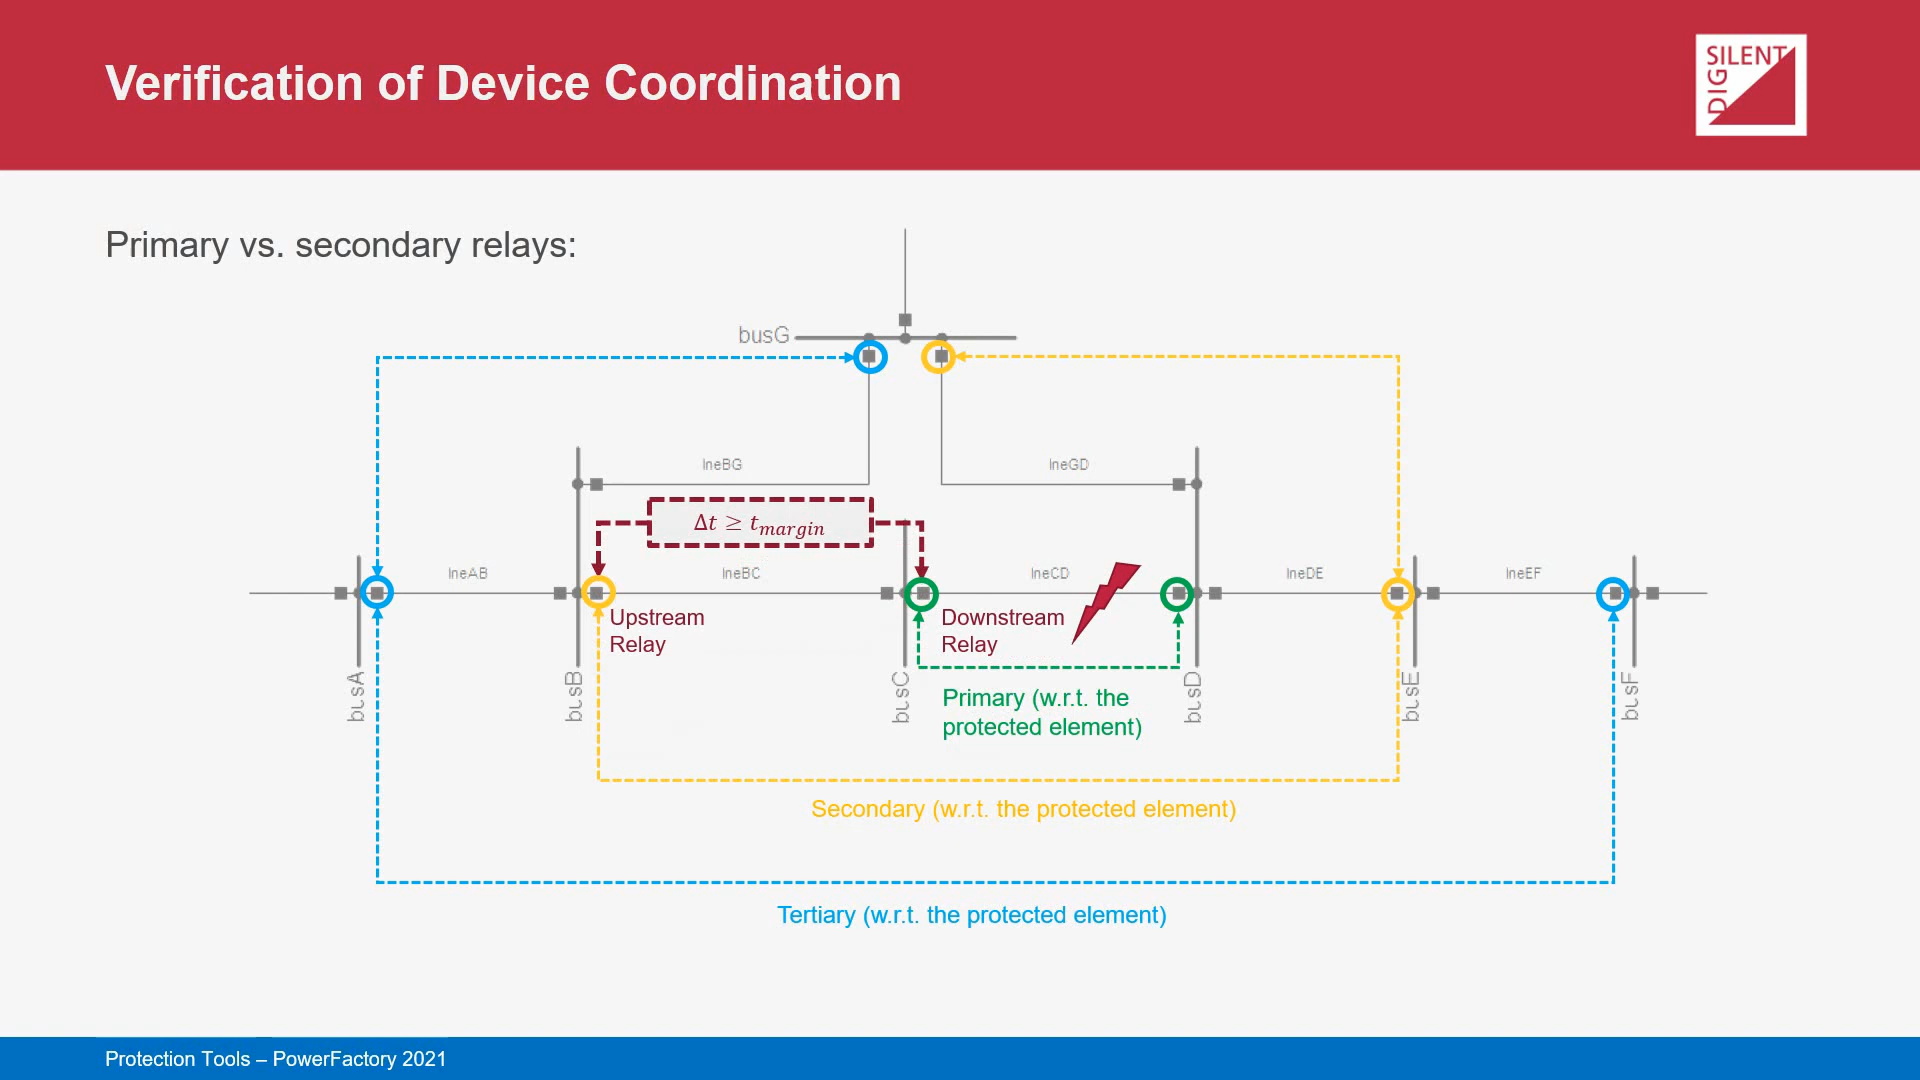 Verification of Device Coordination
SILENT
DIG
Primary vs. secondary relays:
busG
lneBG
lneGD
Δt ≥ t_margin
lneAB
lneBC
lneCD
lneDE
lneEF
Upstream
Relay
Downstream
Relay
busA
busB
busC
busD
busE
busF
Primary (w.r.t. the
protected element)
Secondary (w.r.t. the protected element)
Tertiary (w.r.t. the protected element)
Protection Tools – PowerFactory 2021